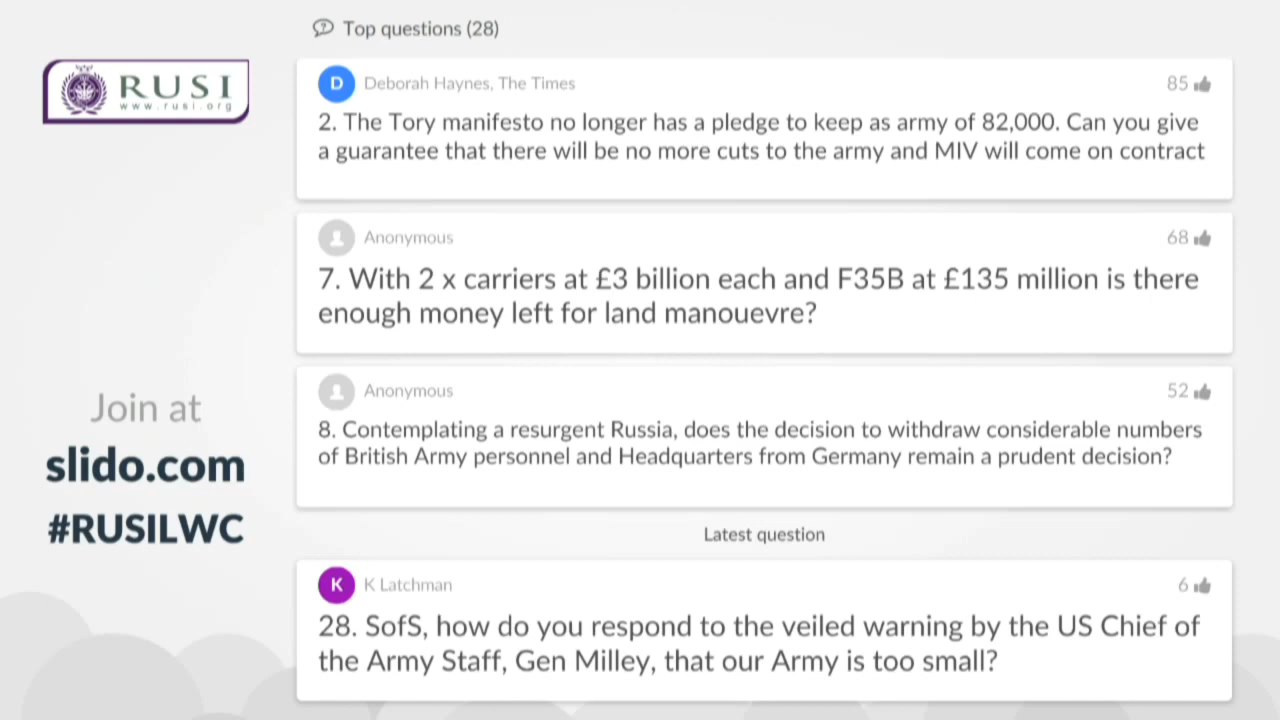 Top questions (28)
RUSI
www.rusi.org
D
Deborah Haynes, The Times
85
2. The Tory manifesto no longer has a pledge to keep as army of 82,000. Can you give
a guarantee that there will be no more cuts to the army and MIV will come on contract
Anonymous
68
7. With 2 x carriers at £3 billion each and F35B at £135 million is there
enough money left for land manouevre?
Anonymous
52
8. Contemplating a resurgent Russia, does the decision to withdraw considerable numbers
of British Army personnel and Headquarters from Germany remain a prudent decision?
Join at
slido.com
#RUSILWC
Latest question
K
K Latchman
6
28. SofS, how do you respond to the veiled warning by the US Chief of
the Army Staff, Gen Milley, that our Army is too small?